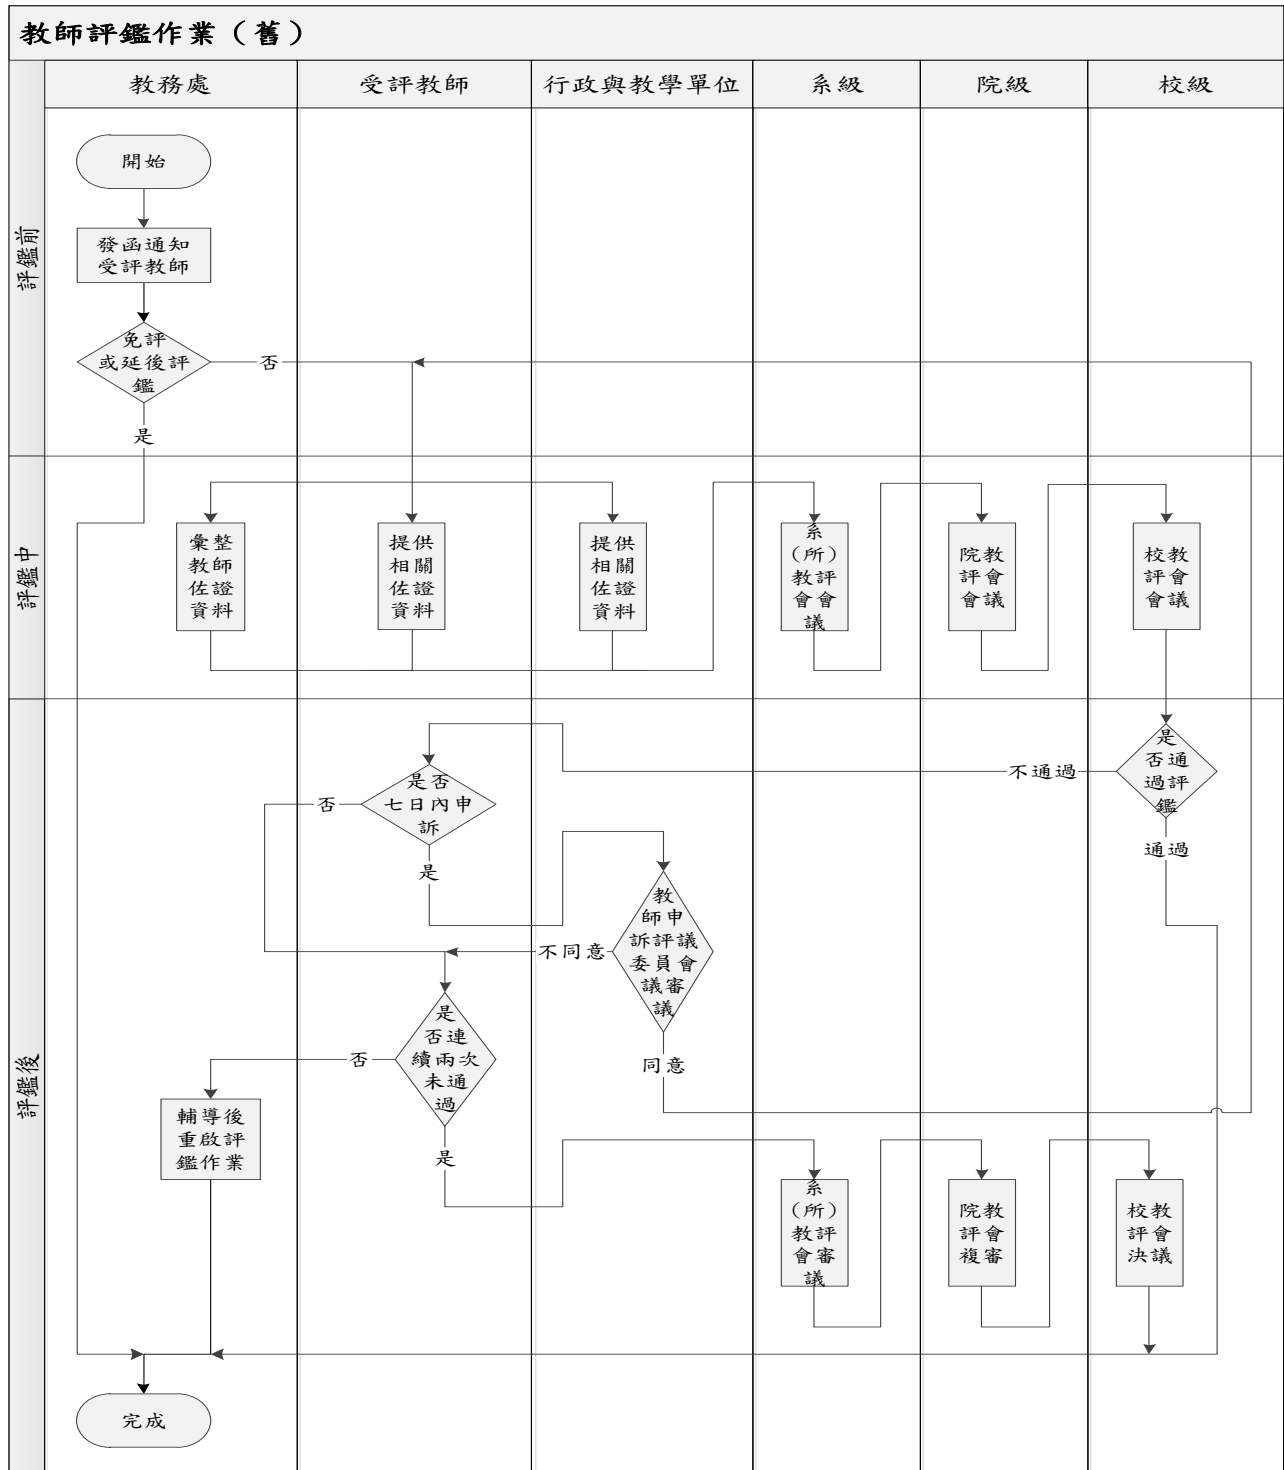 教師評鑑作業（舊）
教務處
受評教師
行政與教學單位
系級
院級
校級
評鑑前
開始
發函通知
受評教師
免評
或延後評
鑑
否
是
評鑑中
彙整
教師
佐證
資料
提供
相關
佐證
資料
提供
相關
佐證
資料
系
（所）
教評
會會
議
院教
評會
會議
校教
評會
會議
評鑑後
是
否通
過評
鑑
不通過
通過
是否
七日內申
訴
否
是
教
師申
訴評議
委員會
議審
議
不同意
同意
是
否連
續兩次
未通
過
否
是
輔導後
重啟評
鑑作業
系
（所）
教評
會審
議
院教
評會
複審
校教
評會
決議
完成